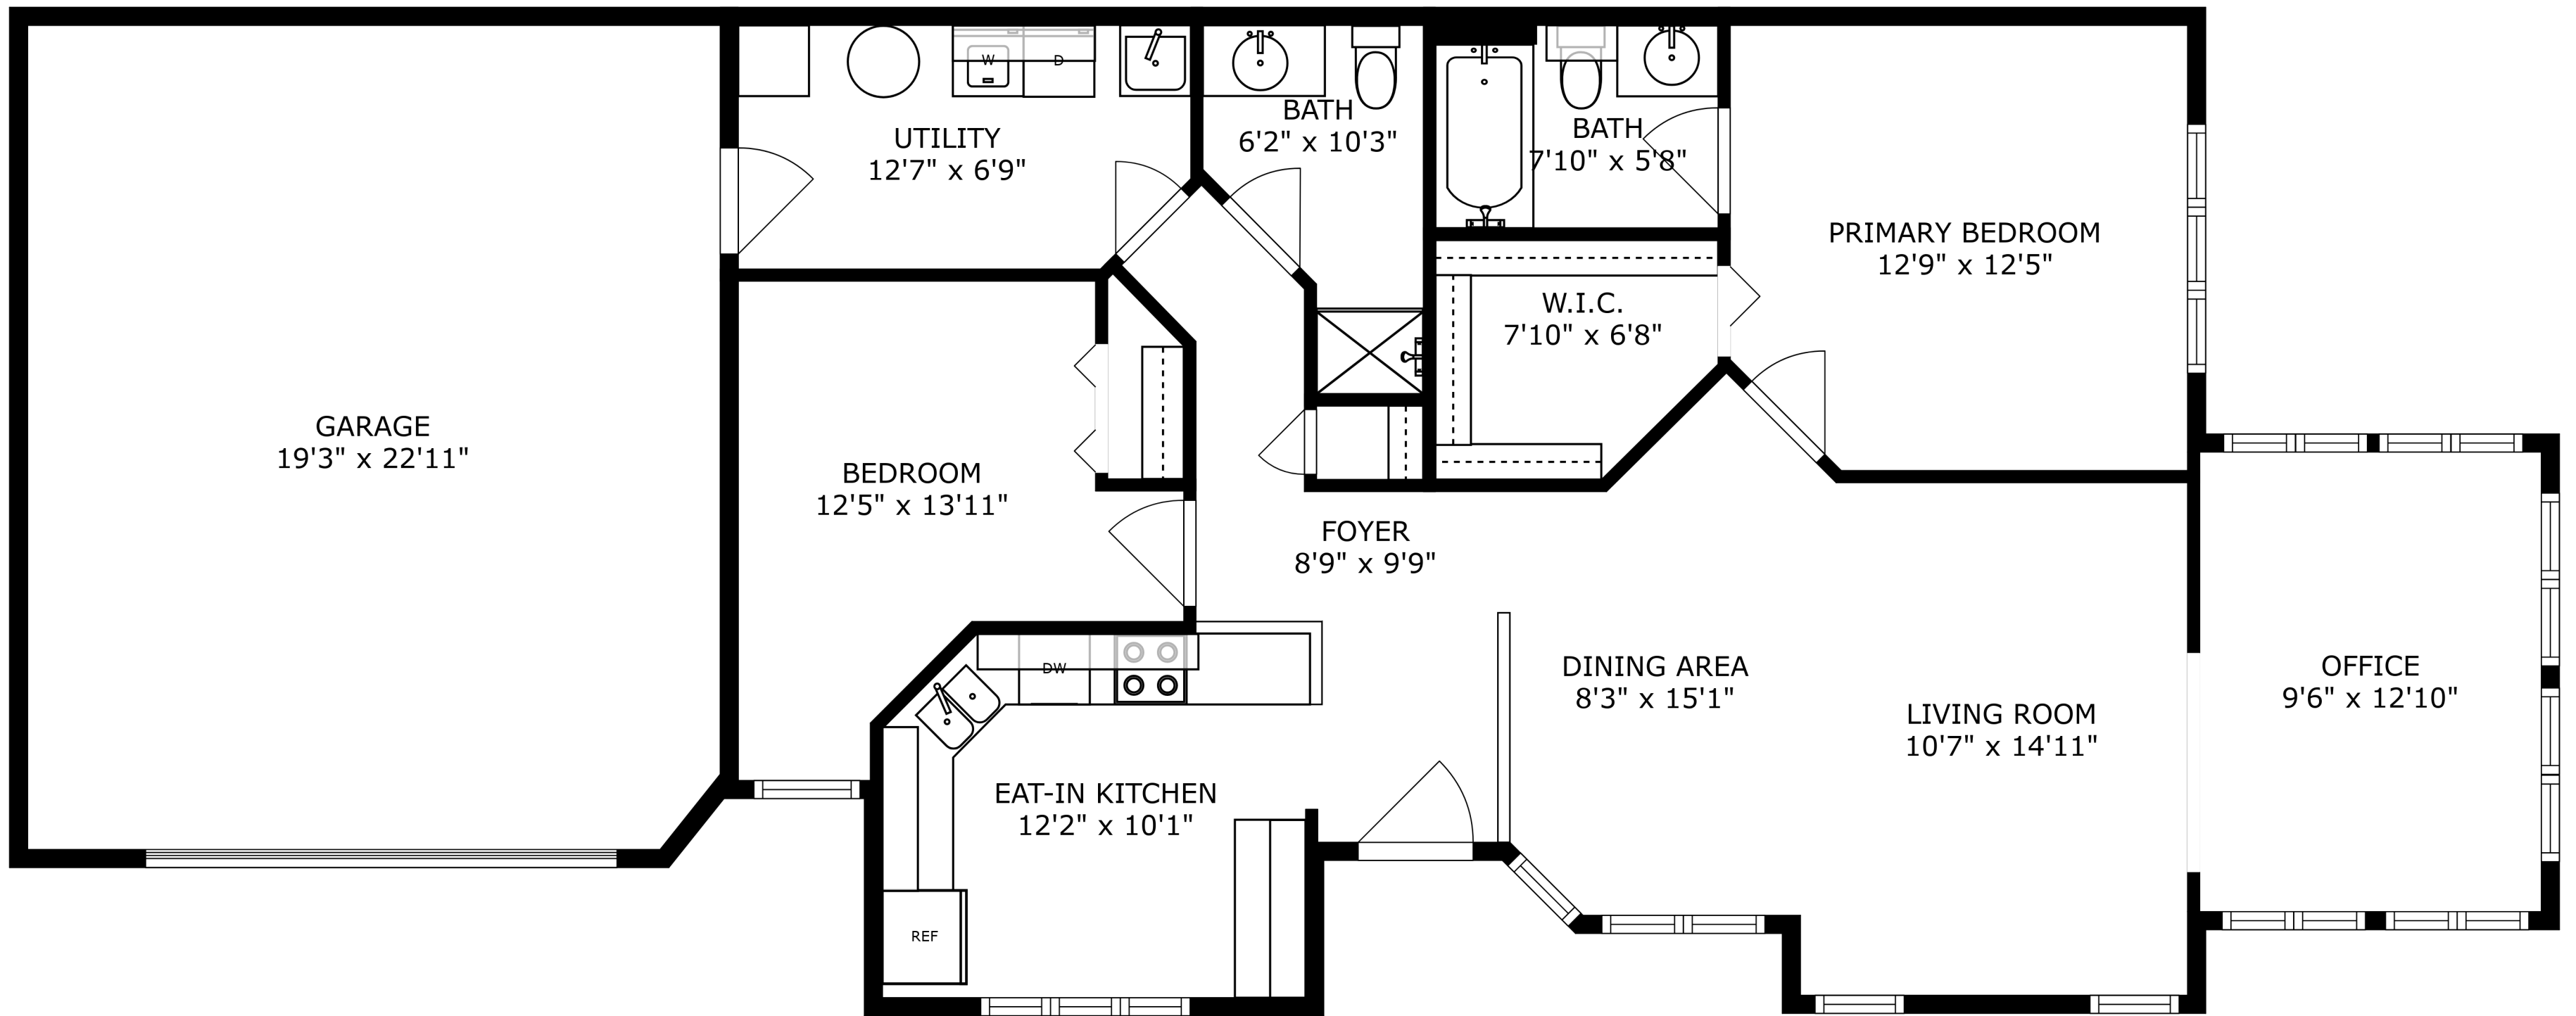 W
D
UTILITY
12'7" x 6'9"
BATH
6'2" x 10'3"
BATH
7'10" x 5'8"
PRIMARY BEDROOM
12'9" x 12'5"
W.I.C.
7'10" x 6'8"
GARAGE
19'3" x 22'11"
BEDROOM
12'5" x 13'11"
FOYER
8'9" x 9'9"
DW
DINING AREA
8'3" x 15'1"
OFFICE
9'6" x 12'10"
LIVING ROOM
10'7" x 14'11"
EAT-IN KITCHEN
12'2" x 10'1"
REF